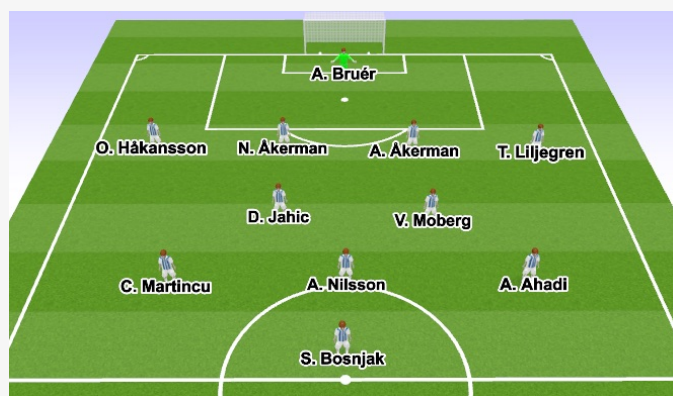 A. Bruér
O. Håkansson
N. Åkerman
A. Åkerman
T. Liljegren
D. Jahic
V. Moberg
C. Martincu
A. Nilsson
A. Ahadi
S. Bosnjak